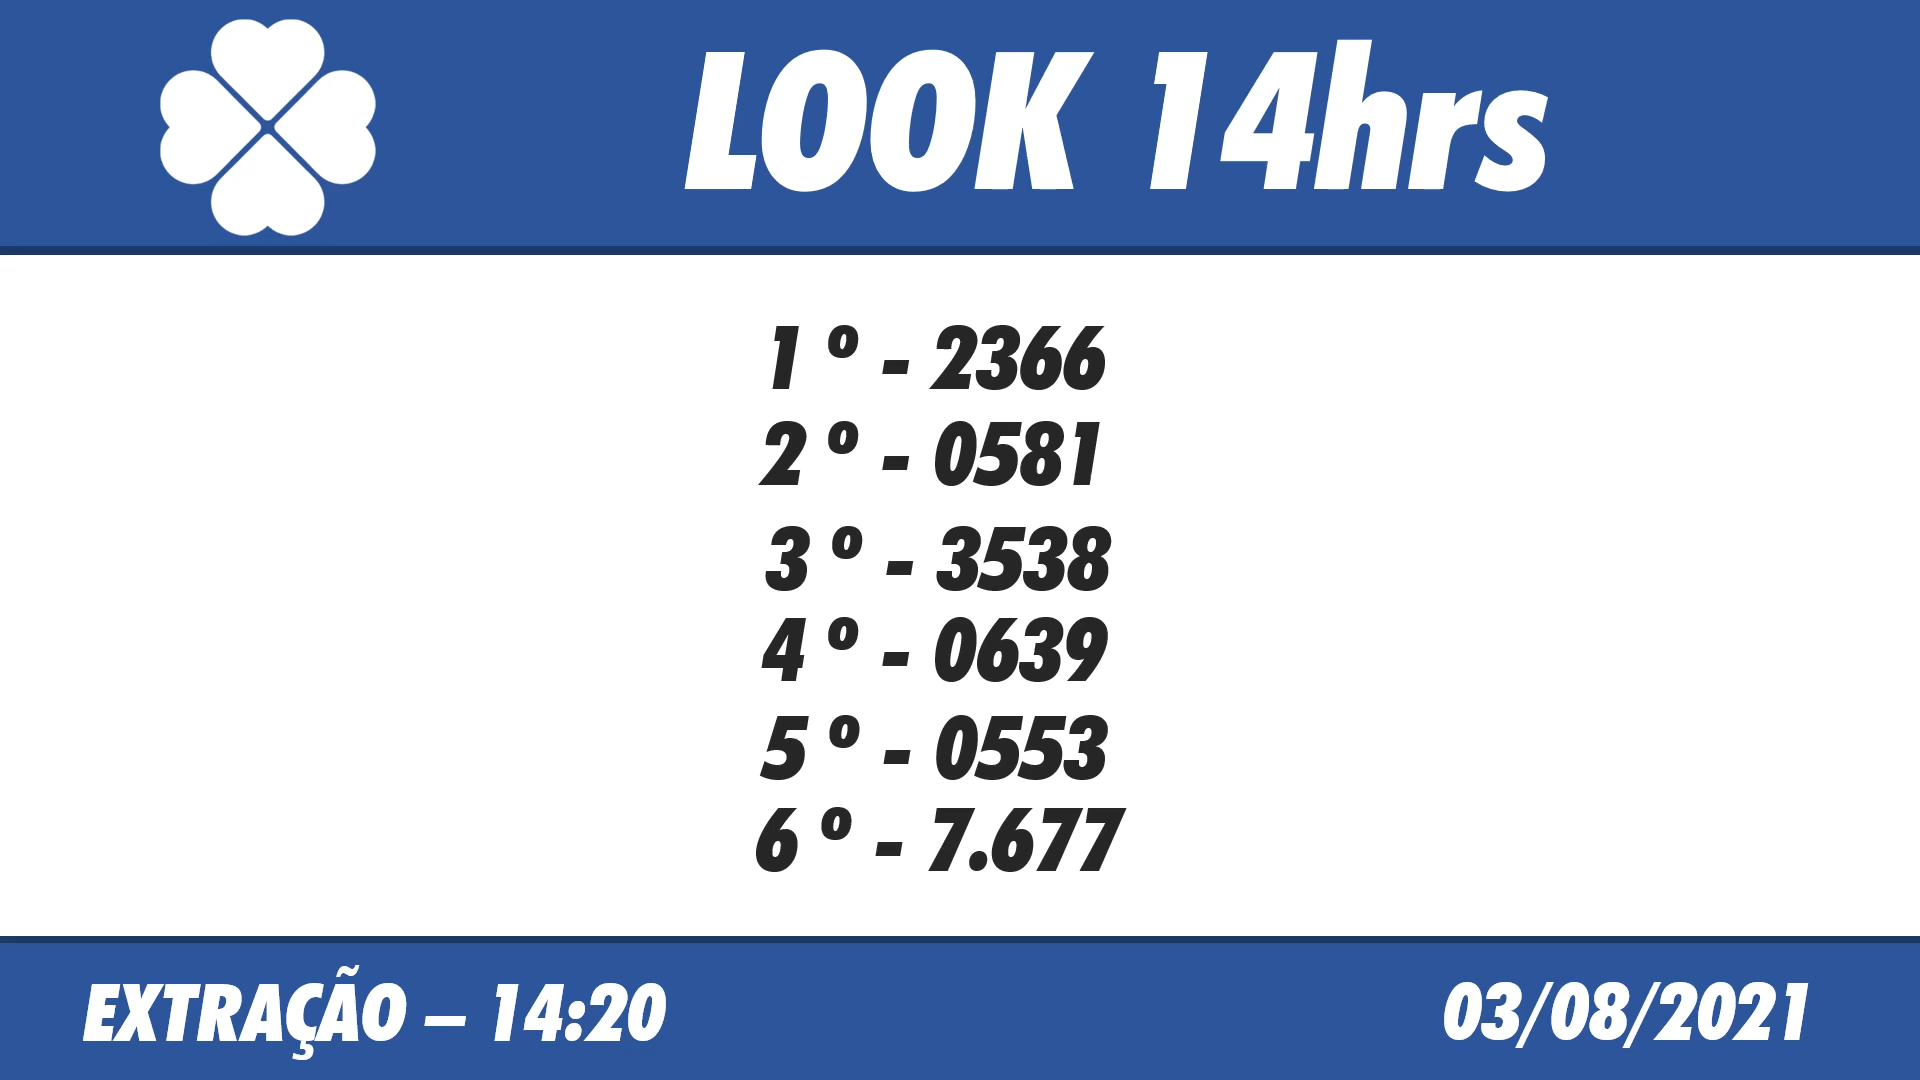 LOOK 14hrs
1 º - 2366
2 º - 0581
3 º - 3538
4 º - 0639
5 º - 0553
6 º - 7.677
EXTRAÇÃO – 14:20
03/08/2021